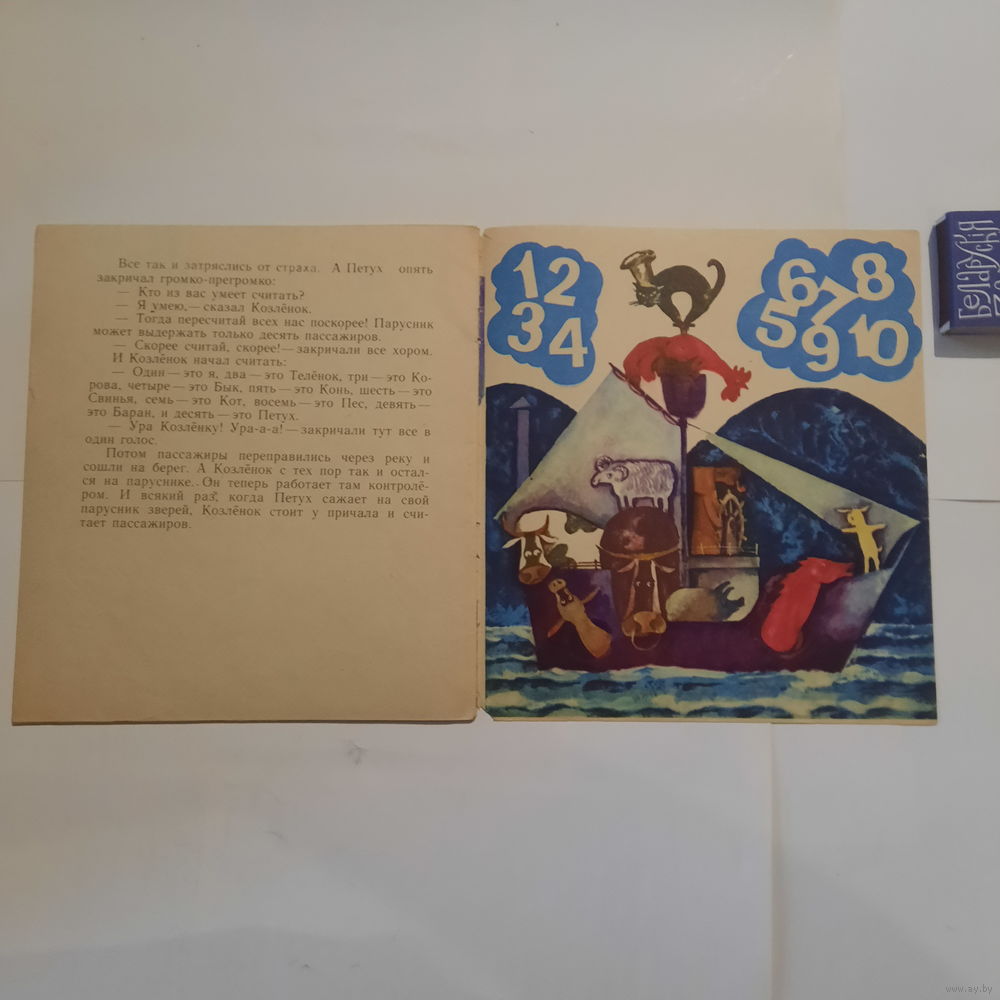 Все так и затряслись от страха. А Петух опять
закричал громко-прегромко:
— Кто из вас умеет считать?
— Я умею,— сказал Козлёнок.
— Тогда пересчитай всех нас поскорее! Парусник
может выдержать только десять пассажиров.
— Скорее считай, скорее!— закричали все хором.
И Козлёнок начал считать:
— Один— это я, два — это Телёнок, три — это Ко-
рова, четыре — это Бык, пять — это Конь, шесть — это
Свинья, семь — это Кот, восемь — это Пес, девять —
это Баран, и десять — это Петух.
— Ура Козлёнку! Ура-а-а!— закричали тут все в
один голос.
Потом пассажиры переправились через реку и
сошли на берег. А Козлёнок с тех пор так и остал-
ся на паруснике. Он теперь работает там контролё-
ром. И всякий раз, когда Петух сажает на свой
парусник зверей, Козлёнок стоит у причала и счи-
тает пассажиров.
1 2
3 4
6 7 8
5 9 10
Беларускія
www.ay.by